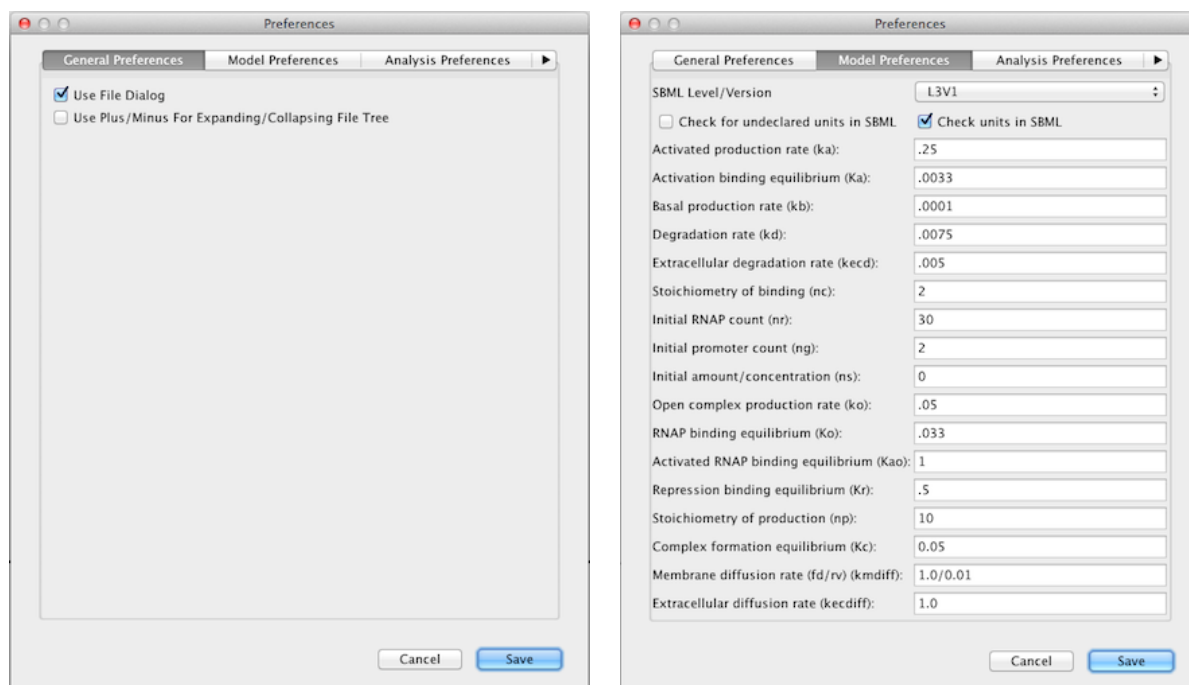 Preferences
General Preferences Model Preferences Analysis Preferences
Use File Dialog
Use Plus/Minus For Expanding/Collapsing File Tree
Cancel Save
Preferences
General Preferences Model Preferences Analysis Preferences
SBML Level/Version L3V1
Check for undeclared units in SBML Check units in SBML
Activated production rate (ka): .25
Activation binding equilibrium (Ka): .0033
Basal production rate (kb): .0001
Degradation rate (kd): .0075
Extracellular degradation rate (kecd): .005
Stoichiometry of binding (nc): 2
Initial RNAP count (nr): 30
Initial promoter count (ng): 2
Initial amount/concentration (ns): 0
Open complex production rate (ko): .05
RNAP binding equilibrium (Ko): .033
Activated RNAP binding equilibrium (Kao): 1
Repression binding equilibrium (Kr): .5
Stoichiometry of production (np): 10
Complex formation equilibrium (Kc): 0.05
Membrane diffusion rate (fd/rv) (kmdiff): 1.0/0.01
Extracellular diffusion rate (kecdiff): 1.0
Cancel Save